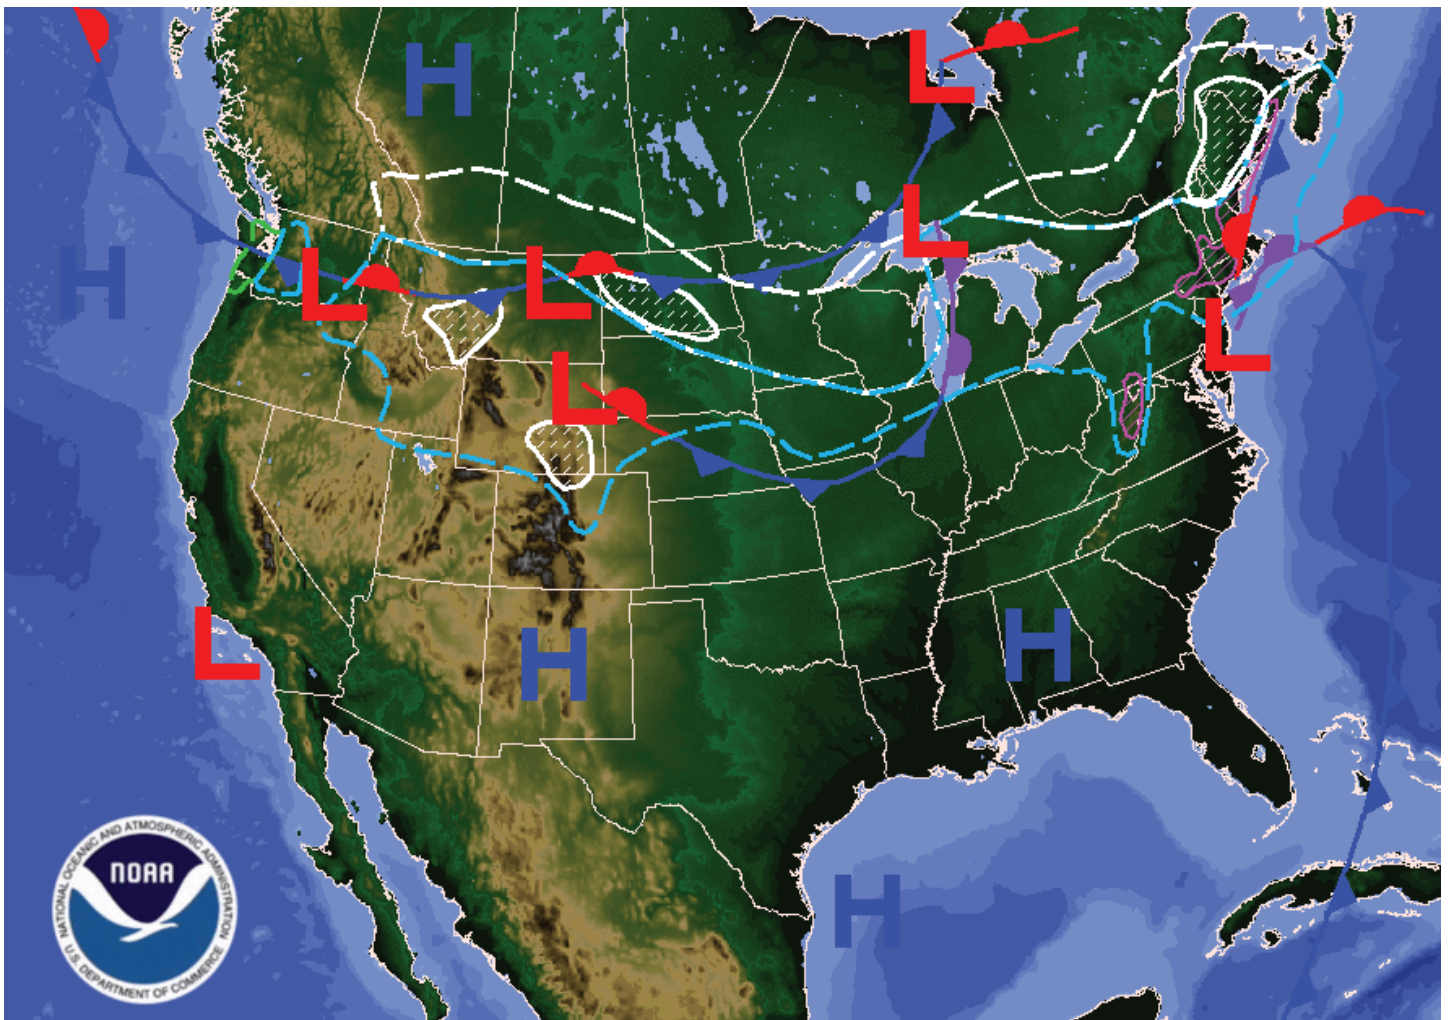 H
L
H
L
L
L
L
L
L
H
H
H
NATIONAL OCEANIC AND ATMOSPHERIC ADMINISTRATION
NOAA
U.S. DEPARTMENT OF COMMERCE